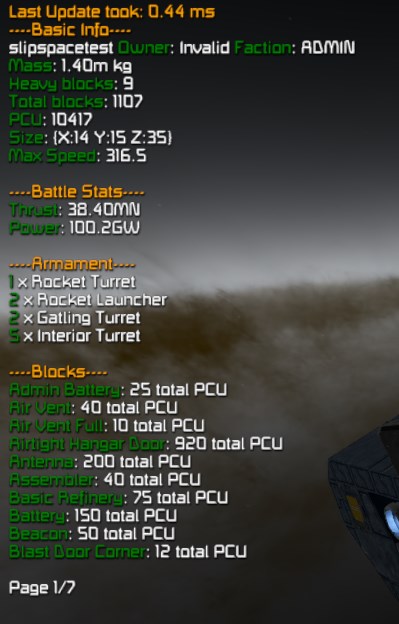 Last Update took: 0.44 ms
----Basic Info----
slipspacetest Owner: Invalid Faction: ADMIN
Mass: 1.40m kg
Heavy blocks: 9
Total blocks: 1107
PCU: 10417
Size: {X:14 Y:15 Z:35}
Max Speed: 316.5
----Battle Stats----
Thrust: 38.40MN
Power: 100.2GW
----Armament----
1 x Rocket Turret
2 x Rocket Launcher
2 x Gatling Turret
5 x Interior Turret
----Blocks----
Admin Battery: 25 total PCU
Air Vent: 40 total PCU
Air Vent Full: 10 total PCU
Airtight Hangar Door: 920 total PCU
Antenna: 200 total PCU
Assembler: 40 total PCU
Basic Refinery: 75 total PCU
Battery: 150 total PCU
Beacon: 50 total PCU
Blast Door Corner: 12 total PCU
Page 1/7